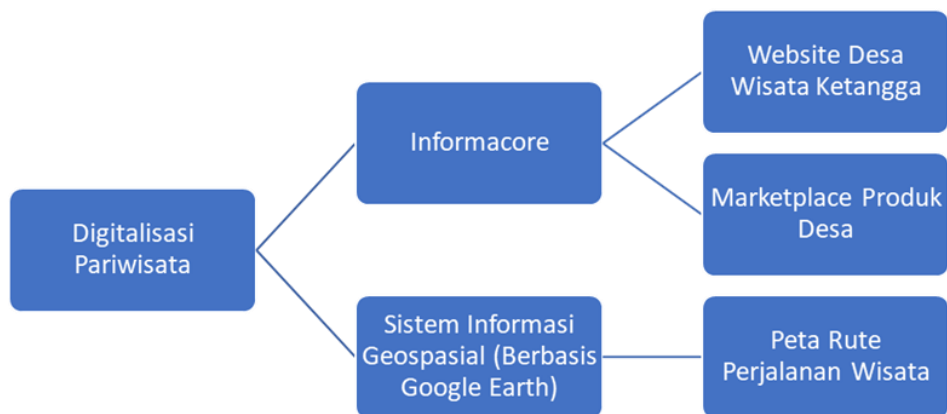 Digitalisasi
Pariwisata
Informacore
Website Desa
Wisata Ketangga
Marketplace Produk
Desa
Sistem Informasi
Geospasial (Berbasis
Google Earth)
Peta Rute
Perjalanan Wisata